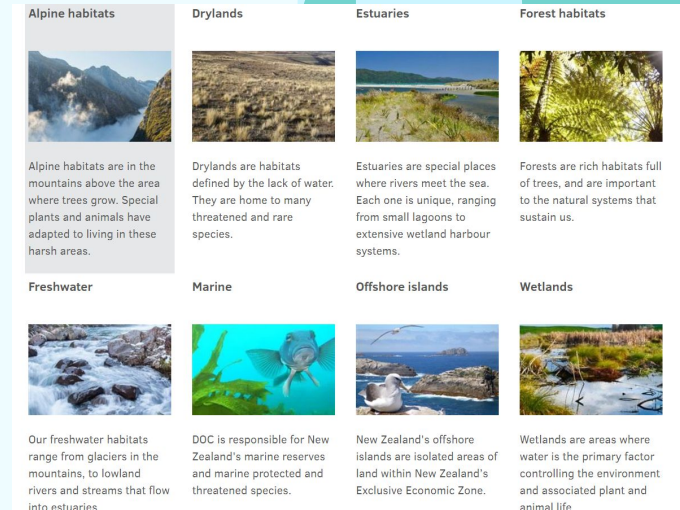 Alpine habitats
Alpine habitats are in the
mountains above the area
where trees grow. Special
plants and animals have
adapted to living in these
harsh areas.
Drylands
Drylands are habitats
defined by the lack of water.
They are home to many
threatened and rare
species.
Estuaries
Estuaries are special places
where rivers meet the sea.
Each one is unique, ranging
from small lagoons to
extensive wetland harbour
systems.
Forest habitats
Forests are rich habitats full
of trees, and are important
to the natural systems that
sustain us.
Freshwater
Our freshwater habitats
range from glaciers in the
mountains, to lowland
rivers and streams that flow
into estuaries
Marine
DOC is responsible for New
Zealand's marine reserves
and marine protected and
threatened species.
Offshore islands
New Zealand's offshore
islands are isolated areas of
land within New Zealand's
Exclusive Economic Zone.
Wetlands
Wetlands are areas where
water is the primary factor
controlling the environment
and associated plant and
animal life